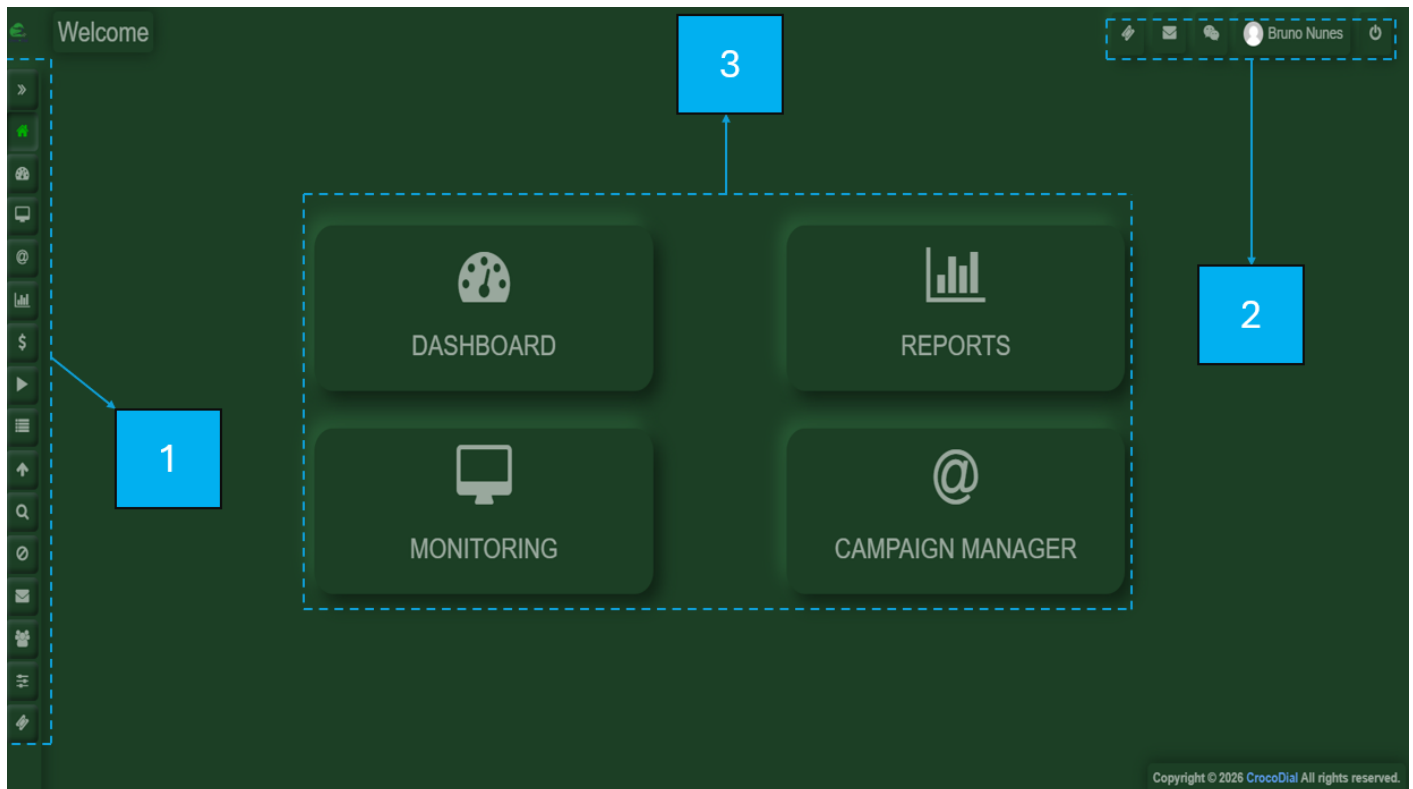 Welcome
3
Bruno Nunes
@
$
1
2
DASHBOARD
REPORTS
MONITORING
@
CAMPAIGN MANAGER
Copyright © 2026 CrocoDial All rights reserved.